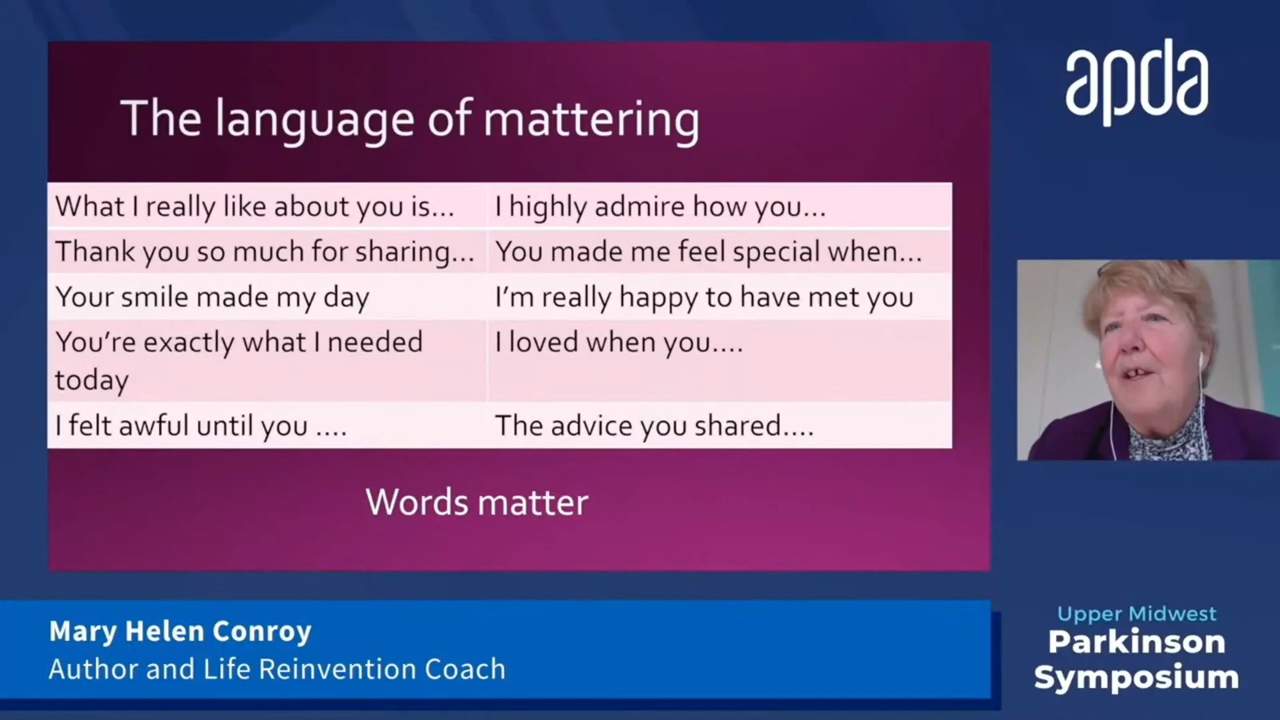 apda
The language of mattering
What I really like about you is...
I highly admire how you...
Thank you so much for sharing...
You made me feel special when...
Your smile made my day
I'm really happy to have met you
You're exactly what I needed
today
I loved when you....
I felt awful until you ....
The advice you shared....
Words matter
Mary Helen Conroy
Author and Life Reinvention Coach
Upper Midwest
Parkinson
Symposium